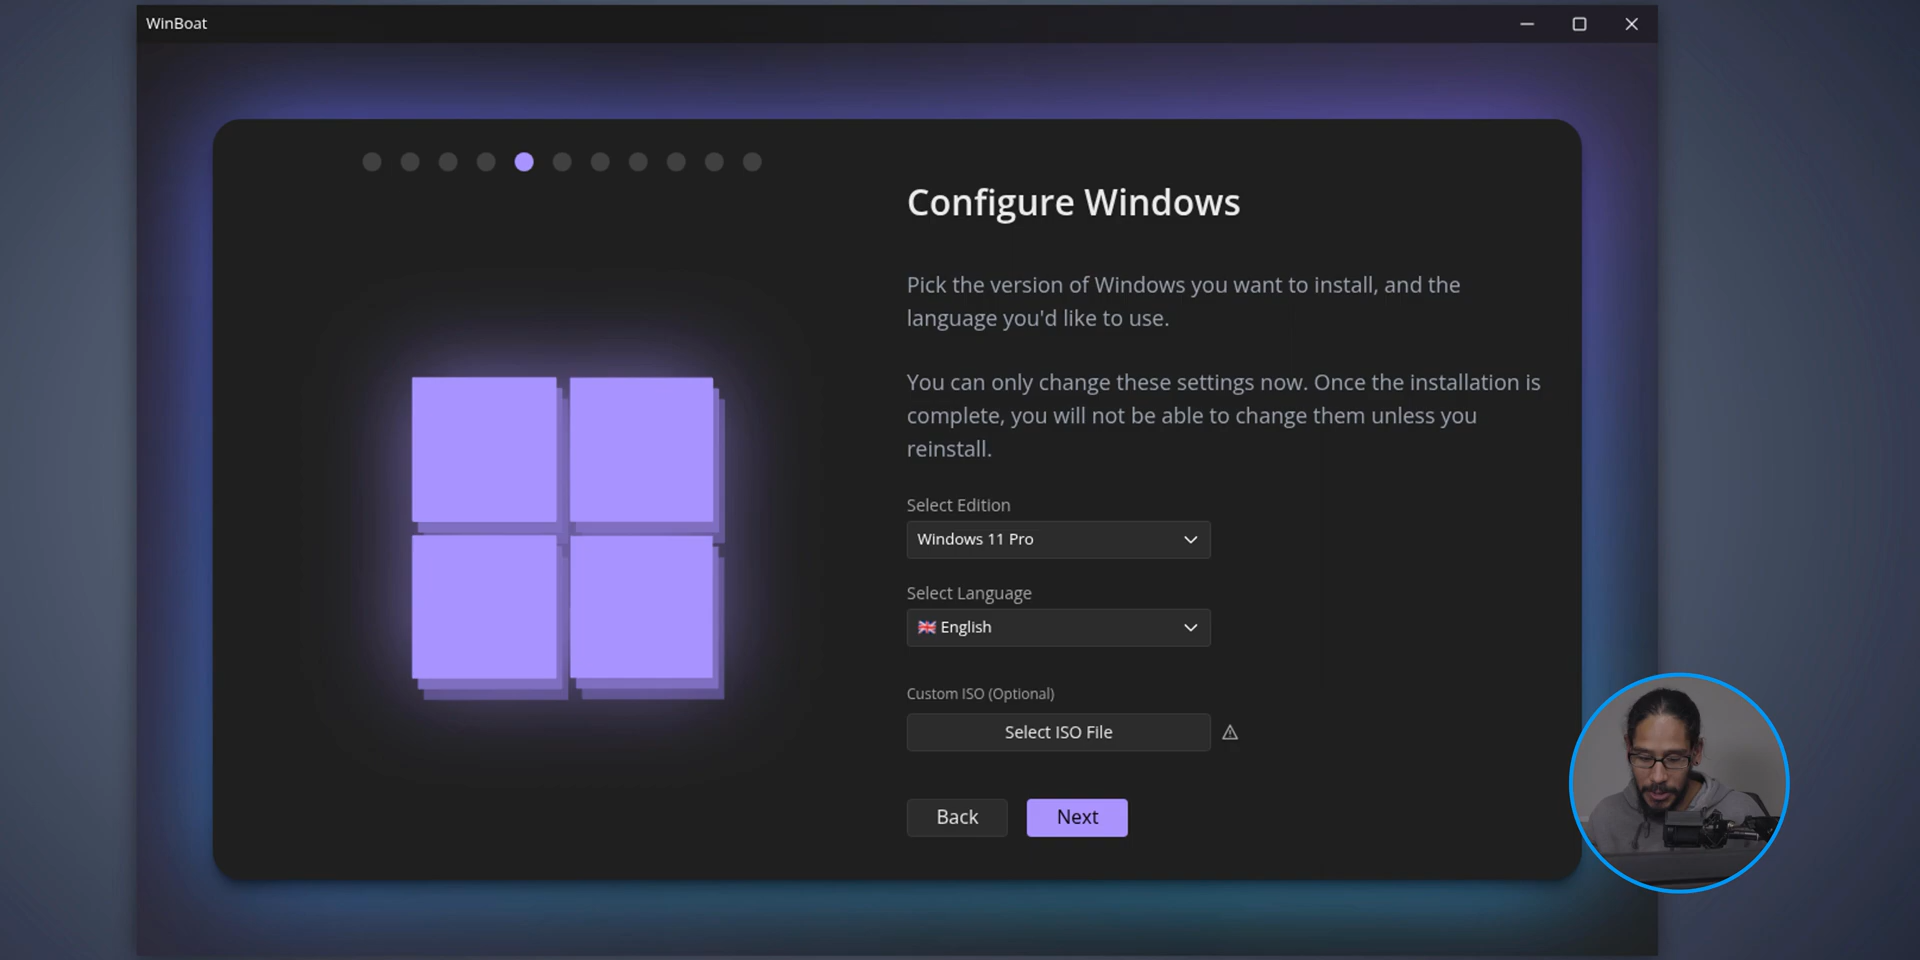 WinBoat
Configure Windows
Pick the version of Windows you want to install, and the
language you'd like to use.
You can only change these settings now. Once the installation is
complete, you will not be able to change them unless you
reinstall.
Select Edition
Windows 11 Pro
Select Language
🇬🇧 English
Custom ISO (Optional)
Select ISO File
Back
Next